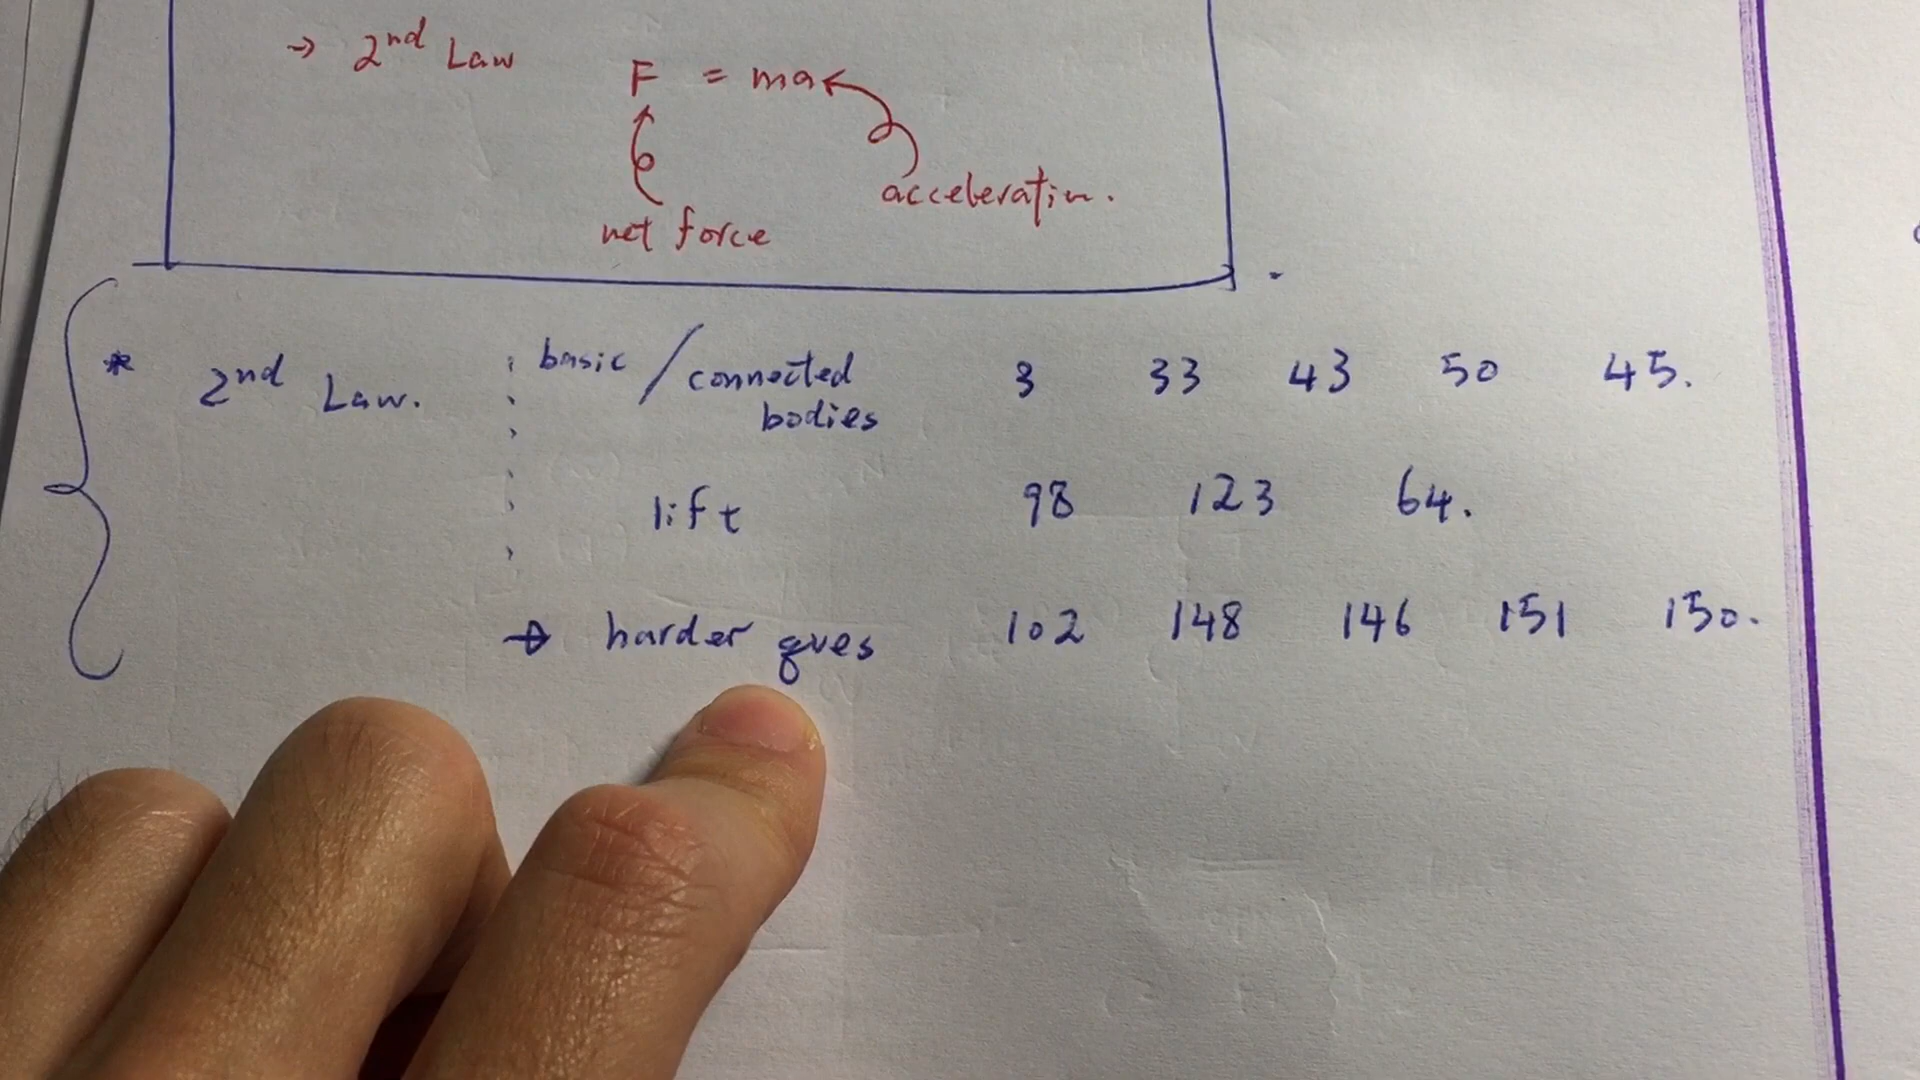 → 2nd Law
F = ma
acceleration.
net force
* 2nd Law. basic / connected bodies 3 33 43 50 45.
lift 98 123 64.
→ harder ques 102 148 146 151 150.